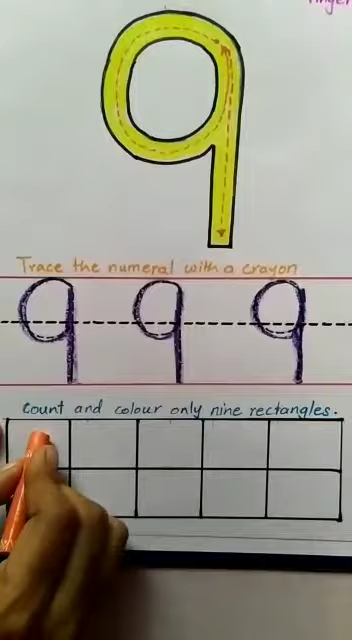 9
Trace the numeral with a crayon
9 9 9
Count and colour only nine rectangles.